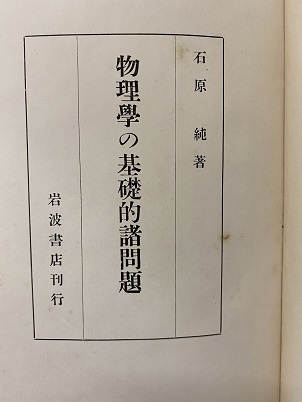 石原 純著
物理學の基礎的諸問題
岩波書店刊行